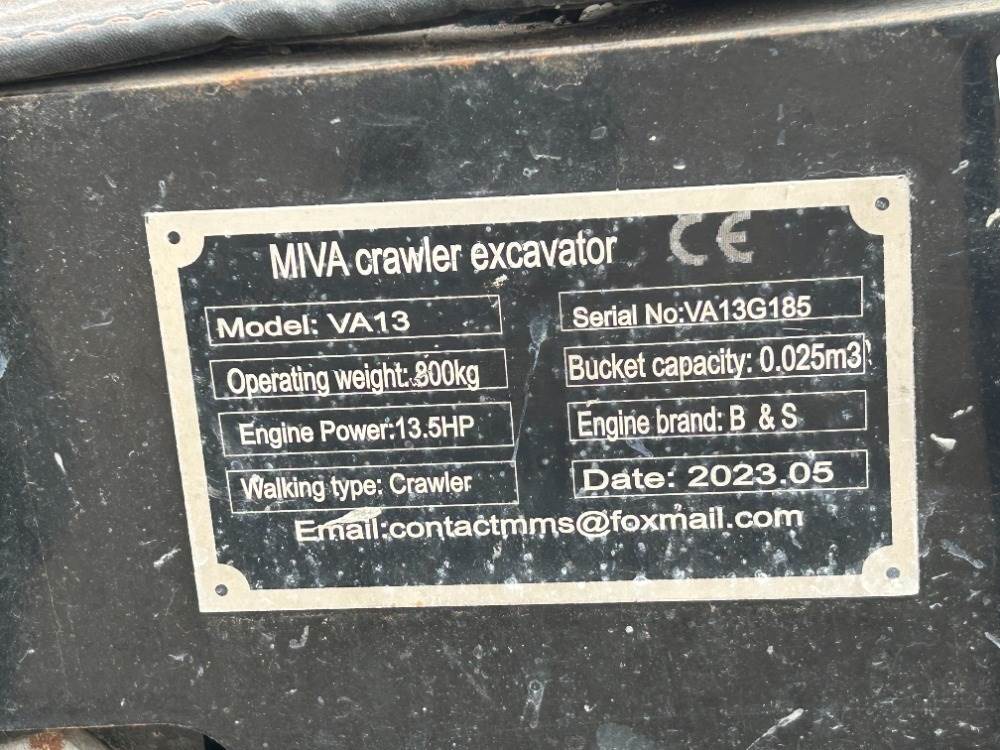 MIVA crawler excavator CE
Model: VA13
Serial No:VA13G185
Operating weight: 800kg
Bucket capacity: 0.025m3
Engine Power:13.5HP
Engine brand: B & S
Walking type: Crawler
Date: 2023.05
Email:contactmms@foxmail.com